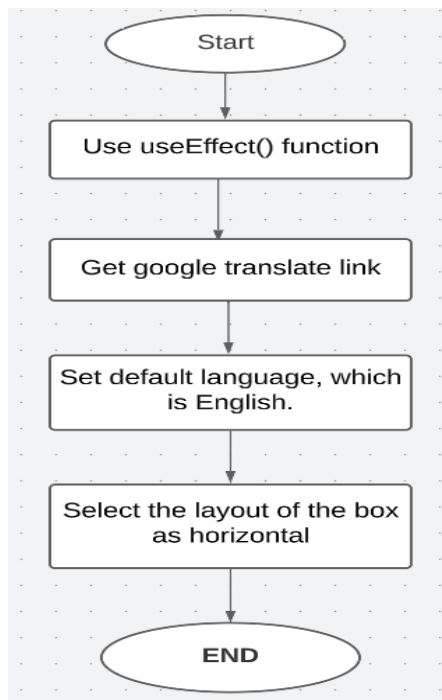 Start
Use useEffect() function
Get google translate link
Set default language, which
is English.
Select the layout of the box
as horizontal
END